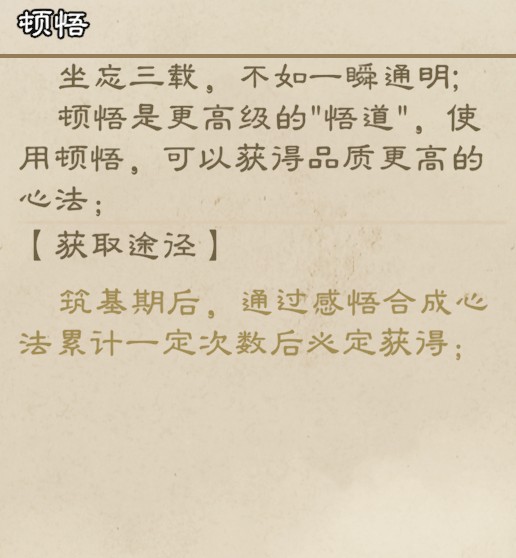 顿悟
坐忘三载，不如一瞬通明;
顿悟是更高级的"悟道"，使
用顿悟，可以获得品质更高的
心法；
【获取途径】
筑基期后，通过感悟合成心
法累计一定次数后必定获得；